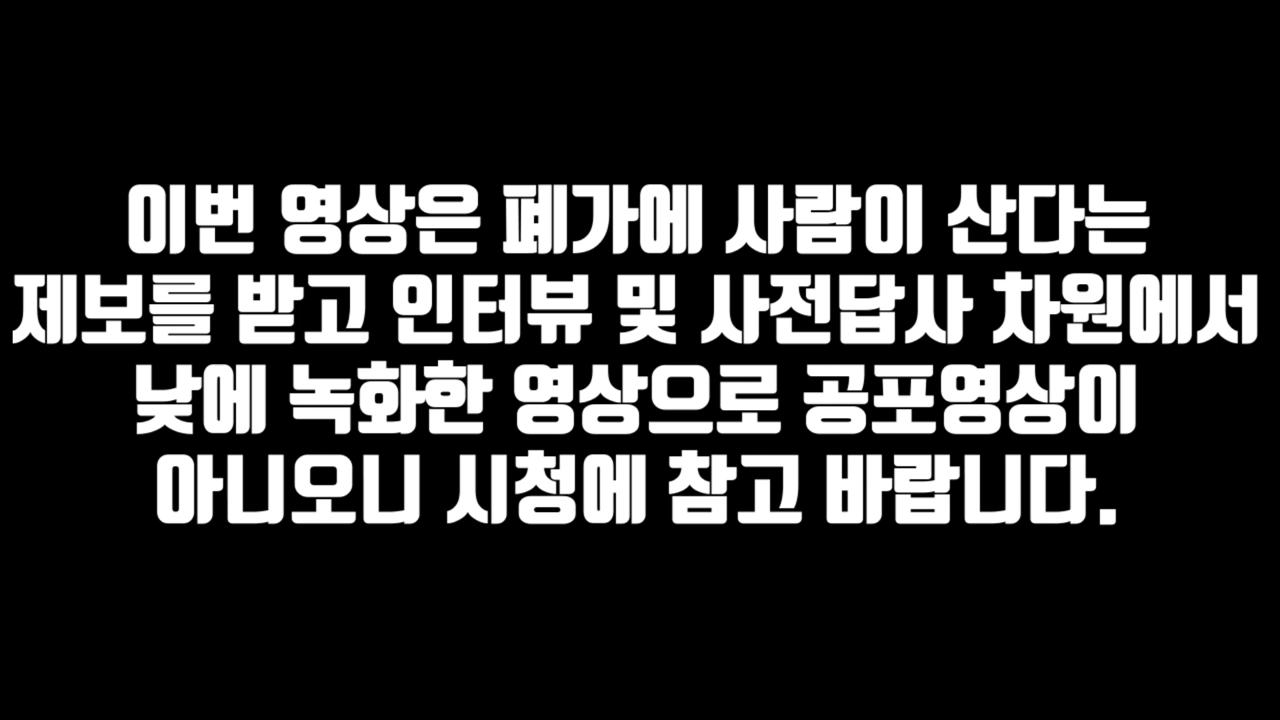 이번 영상은 폐가에 사람이 산다는
제보를 받고 인터뷰 및 사전답사 차원에서
낮에 녹화한 영상으로 공포영상이
아니오니 시청에 참고 바랍니다.